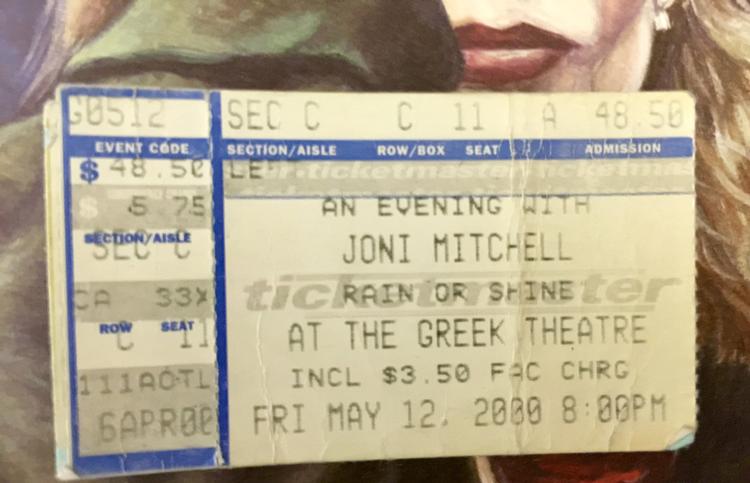 G0512 SEC C C 11 A 48.50
EVENT CODE SECTION/AISLE ROW/BOX SEAT ADMISSION
$ 48.50
$ 5.75 AN EVENING WITH
SECTION/AISLE
SEC C JONI MITCHELL
ticketmaster
CA 33X RAIN OR SHINE
ROW SEAT
C 11 AT THE GREEK THEATRE
INCL $3.50 FAC CHRG
6APR00 FRI MAY 12, 2000 8:00PM